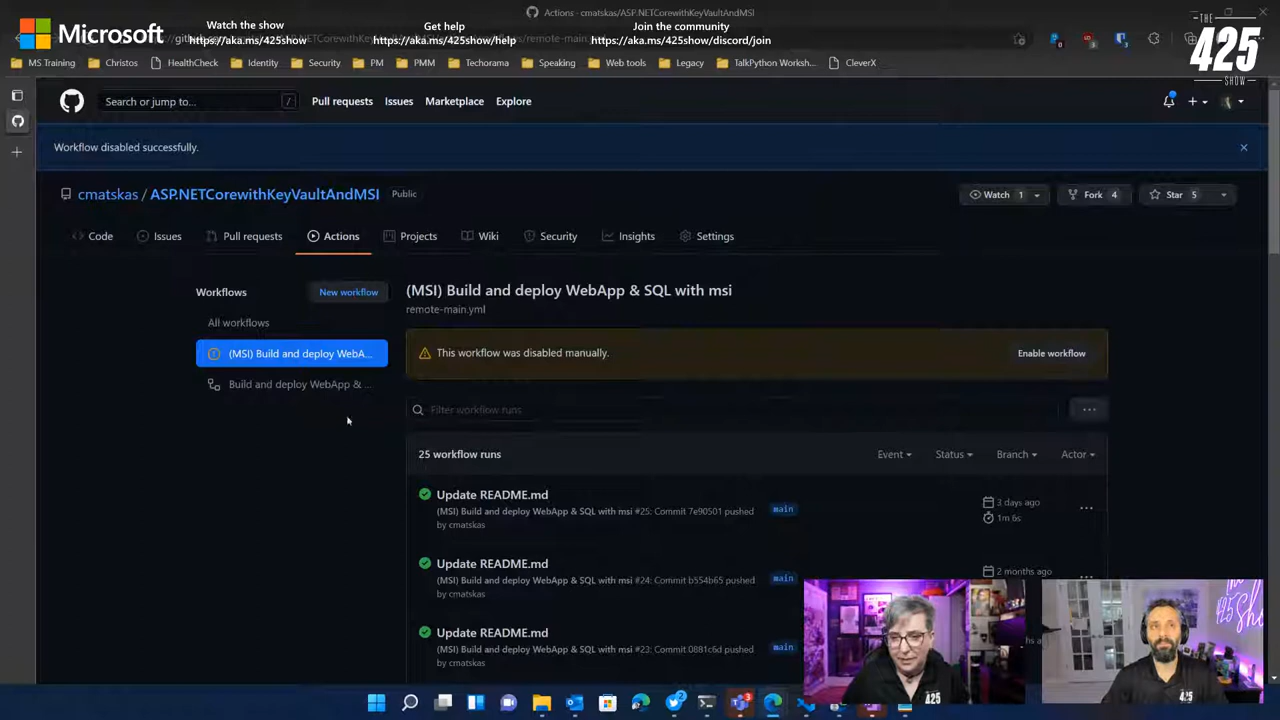 Actions - cmatskas/ASP.NETCorewithKeyVaultAndMSI
Microsoft
Watch the show
https://aka.ms/425show
Get help
https://aka.ms/425show/help
Join the community
https://aka.ms/425show/discord/join
THE
425
SHOW
MS Training
Christos
HealthCheck
Identity
Security
PM
PMM
Techorama
Speaking
Web tools
Legacy
TalkPython Worksh...
CleverX
Search or jump to...
/
Pull requests
Issues
Marketplace
Explore
Workflow disabled successfully.
cmatskas / ASP.NETCorewithKeyVaultAndMSI
Public
Watch 1
Fork 4
Star 5
Code
Issues
Pull requests
Actions
Projects
Wiki
Security
Insights
Settings
Workflows
New workflow
All workflows
(MSI) Build and deploy WebA...
Build and deploy WebApp & ...
(MSI) Build and deploy WebApp & SQL with msi
remote-main.yml
This workflow was disabled manually.
Enable workflow
Filter workflow runs
25 workflow runs
Event
Status
Branch
Actor
Update README.md
(MSI) Build and deploy WebApp & SQL with msi #25: Commit 7e90501 pushed
by cmatskas
main
3 days ago
1m 6s
Update README.md
(MSI) Build and deploy WebApp & SQL with msi #24: Commit b554b65 pushed
by cmatskas
main
2 months ago
Update README.md
(MSI) Build and deploy WebApp & SQL with msi #23: Commit 0881c6d pushed
by cmatskas
main
425
425